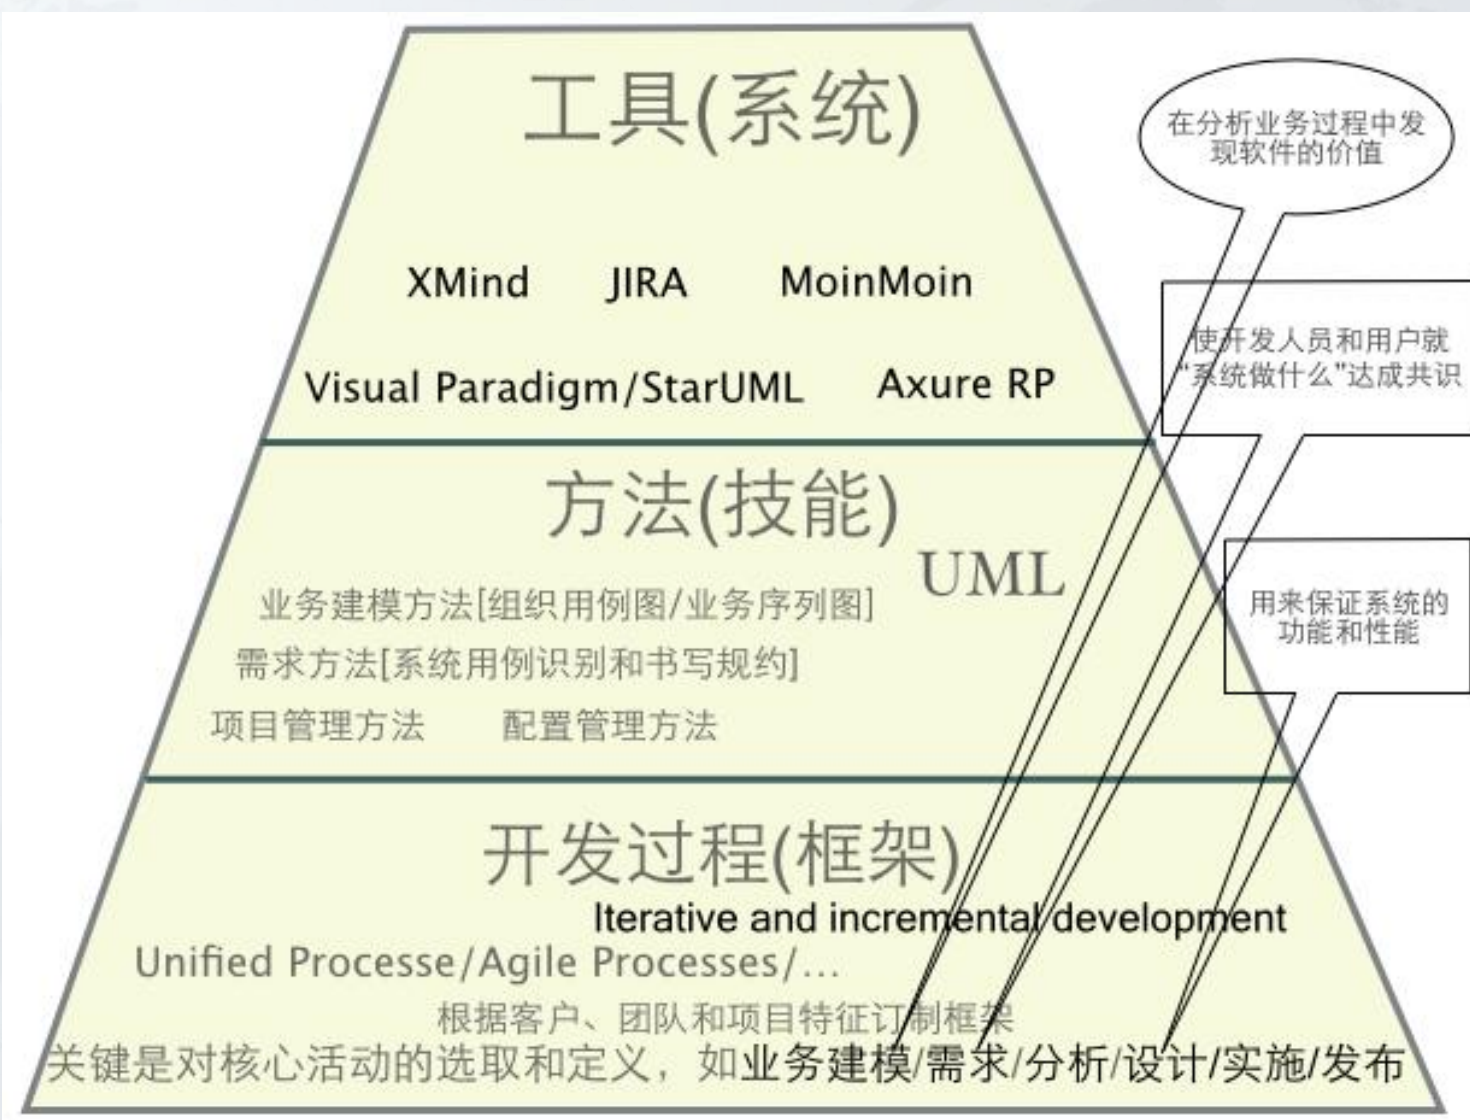 工具(系统)
在分析业务过程中发
现软件的价值
XMind JIRA MoinMoin
使开发人员和用户就
“系统做什么”达成共识
Visual Paradigm/StarUML Axure RP
方法(技能)
UML
业务建模方法[组织用例图/业务序列图]
需求方法[系统用例识别和书写规约]
项目管理方法 配置管理方法
用来保证系统的
功能和性能
开发过程(框架)
Iterative and incremental development
Unified Processe/Agile Processes/...
根据客户、团队和项目特征订制框架
关键是对核心活动的选取和定义，如业务建模/需求/分析/设计/实施/发布